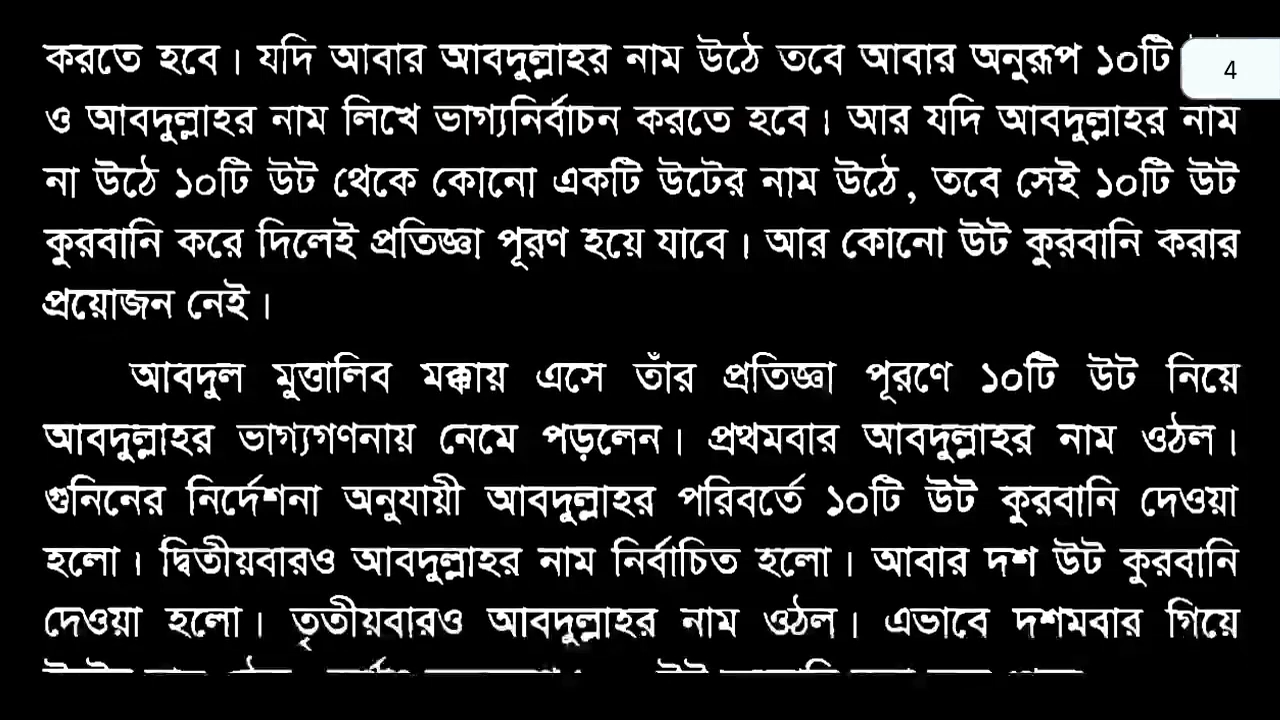 করতে হবে। যদি আবার আবদুল্লাহর নাম উঠে তবে আবার অনুরূপ ১০টি
4
ও আবদুল্লাহর নাম লিখে ভাগ্যনির্বাচন করতে হবে। আর যদি আবদুল্লাহর নাম
না উঠে ১০টি উট থেকে কোনো একটি উটের নাম উঠে, তবে সেই ১০টি উট
কুরবানি করে দিলেই প্রতিজ্ঞা পূরণ হয়ে যাবে। আর কোনো উট কুরবানি করার
প্রয়োজন নেই।
আবদুল মুত্তালিব মক্কায় এসে তাঁর প্রতিজ্ঞা পূরণে ১০টি উট নিয়ে
আবদুল্লাহর ভাগ্যগণনায় নেমে পড়লেন। প্রথমবার আবদুল্লাহর নাম ওঠল।
গুনিনের নির্দেশনা অনুযায়ী আবদুল্লাহর পরিবর্তে ১০টি উট কুরবানি দেওয়া
হলো। দ্বিতীয়বারও আবদুল্লাহর নাম নির্বাচিত হলো। আবার দশ উট কুরবানি
দেওয়া হলো। তৃতীয়বারও আবদুল্লাহর নাম ওঠল। এভাবে দশমবার গিয়ে